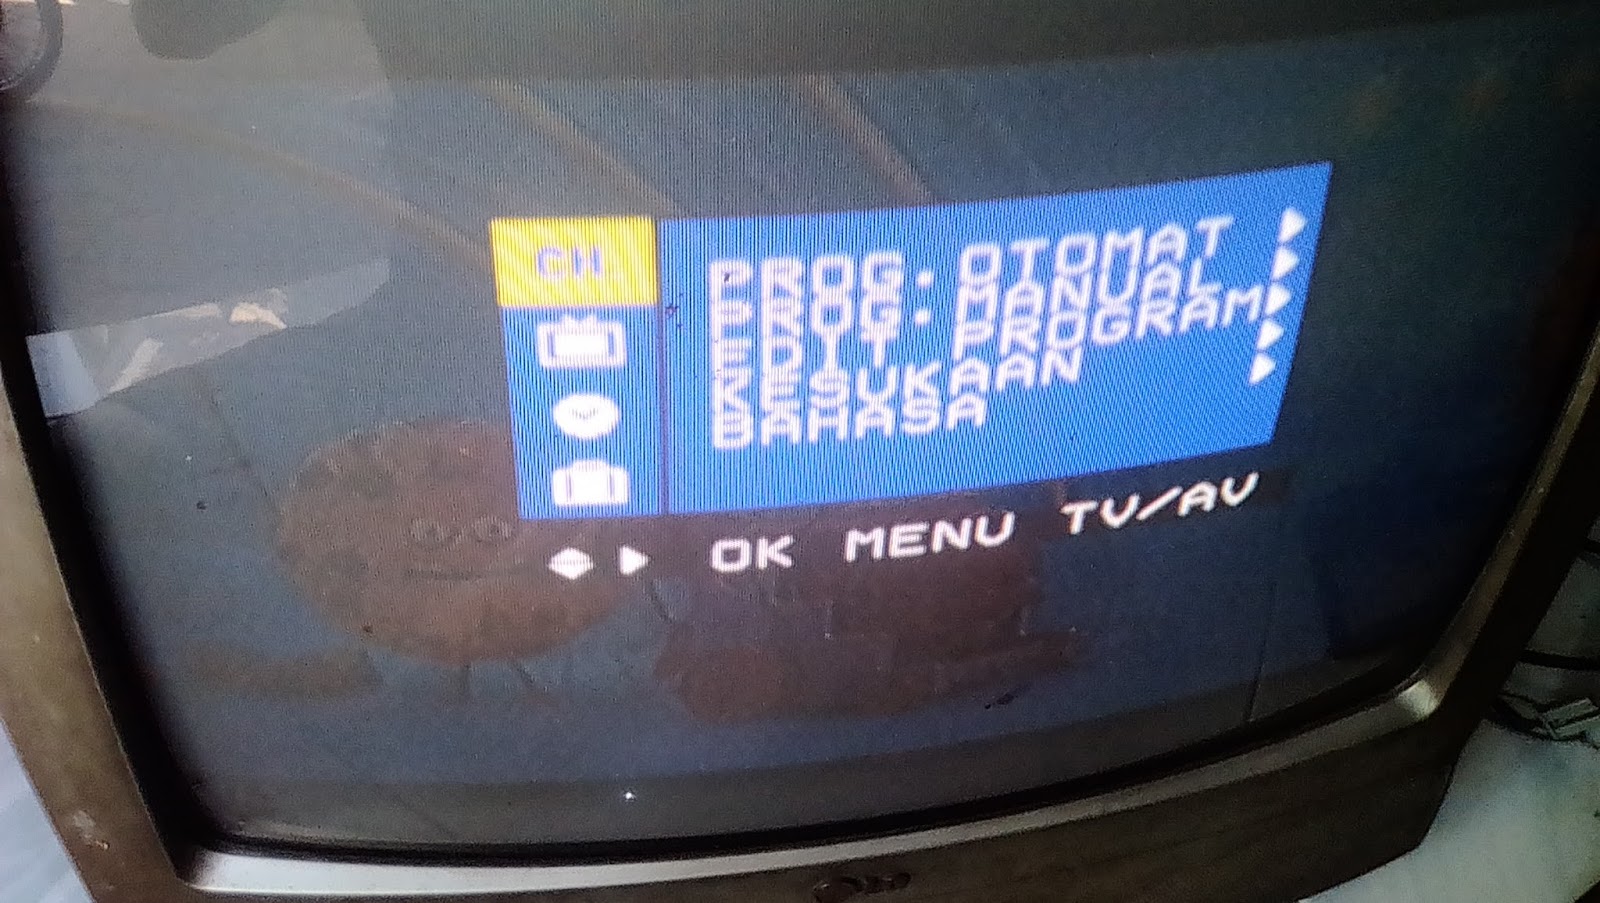 CH
PROG. OTOMAT
PROG. MANUAL
EDIT PROGRAM
KESUKAAN
BAHASA
OK MENU TV/AV